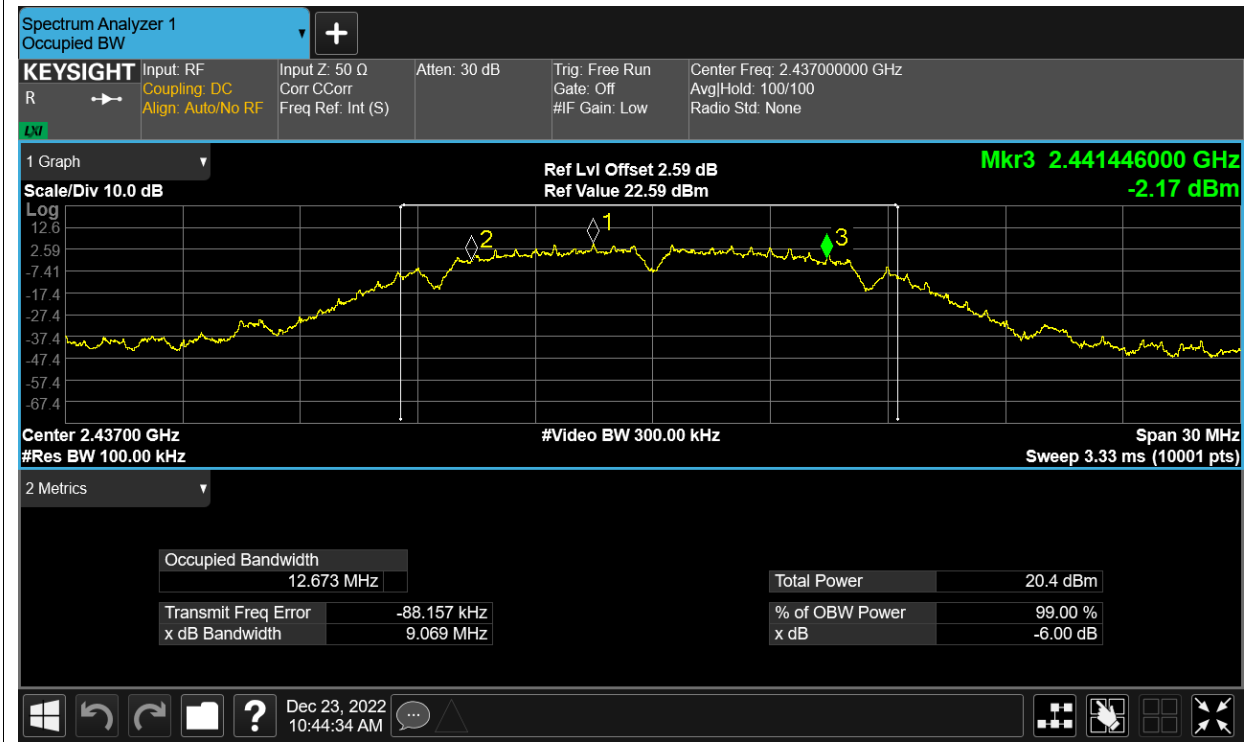 Spectrum Analyzer 1
Occupied BW
KEYSIGHT
R
LXI
Input: RF
Coupling: DC
Align: Auto/No RF
Input Z: 50 Ω
Corr CCorr
Freq Ref: Int (S)
Atten: 30 dB
Trig: Free Run
Gate: Off
#IF Gain: Low
Center Freq: 2.437000000 GHz
Avg|Hold: 100/100
Radio Std: None
1 Graph
Scale/Div 10.0 dB
Ref Lvl Offset 2.59 dB
Ref Value 22.59 dBm
Mkr3 2.441446000 GHz
-2.17 dBm
Log
12.6
2.59
-7.41
-17.4
-27.4
-37.4
-47.4
-57.4
-67.4
2
1
3
Center 2.43700 GHz
#Res BW 100.00 kHz
#Video BW 300.00 kHz
Span 30 MHz
Sweep 3.33 ms (10001 pts)
2 Metrics
Occupied Bandwidth
12.673 MHz
Transmit Freq Error -88.157 kHz
x dB Bandwidth 9.069 MHz
Total Power 20.4 dBm
% of OBW Power 99.00 %
x dB -6.00 dB
?
Dec 23, 2022
10:44:34 AM